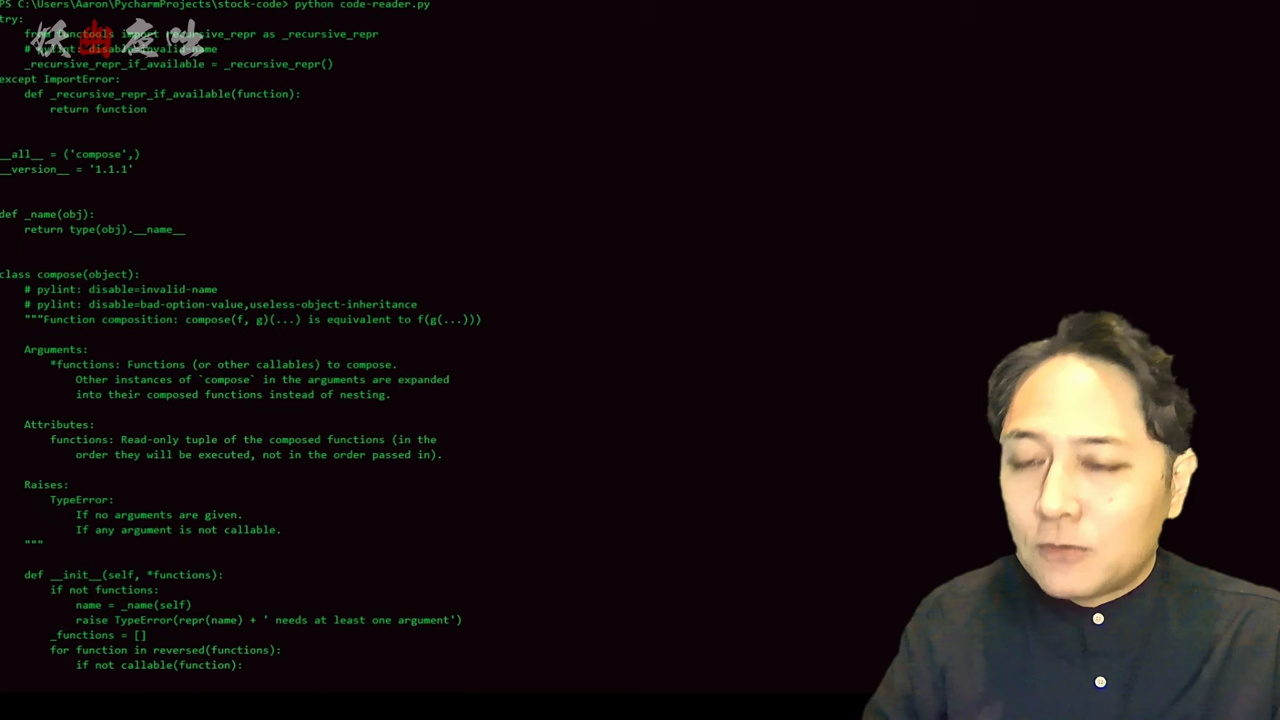 PS C:\Users\Aaron\PycharmProjects\stock-code> python code-reader.py
try:
from functools import recursive_repr as _recursive_repr
# pylint: disable=invalid-name
_recursive_repr_if_available = _recursive_repr()
except ImportError:
def _recursive_repr_if_available(function):
return function
__all__ = ('compose',)
__version__ = '1.1.1'
def _name(obj):
return type(obj).__name__
class compose(object):
# pylint: disable=invalid-name
# pylint: disable=bad-option-value,useless-object-inheritance
"""Function composition: compose(f, g)(...) is equivalent to f(g(...)))
Arguments:
*functions: Functions (or other callables) to compose.
Other instances of `compose` in the arguments are expanded
into their composed functions instead of nesting.
Attributes:
functions: Read-only tuple of the composed functions (in the
order they will be executed, not in the order passed in).
Raises:
TypeError:
If no arguments are given.
If any argument is not callable.
"""
def __init__(self, *functions):
if not functions:
name = _name(self)
raise TypeError(repr(name) + ' needs at least one argument')
_functions = []
for function in reversed(functions):
if not callable(function):